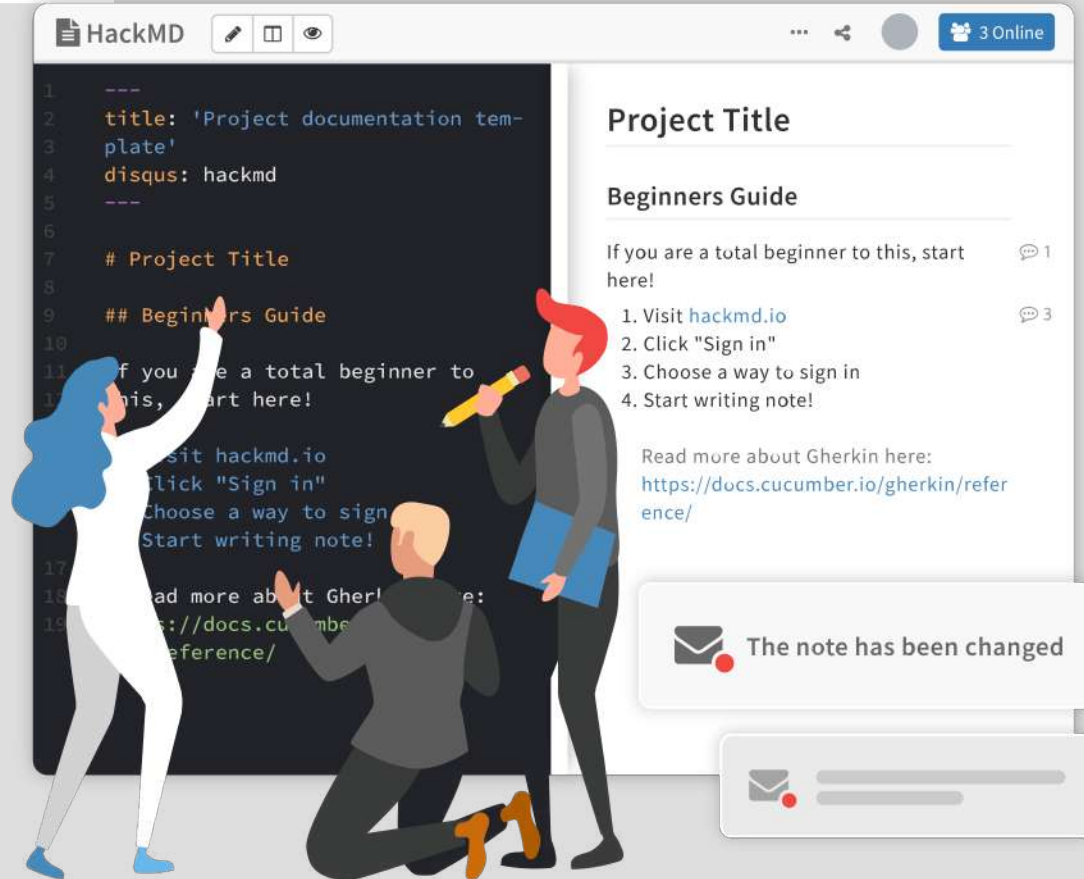 HackMD
3 Online
1 ---
2 title: 'Project documentation tem-
3 plate'
4 disqus: hackmd
5 ---
6
7 # Project Title
8
9 ## Beginners Guide
10
11 f you a total beginner to
his, art here!
sit hackmd.io
lick "Sign in"
Choose a way to sign
Start writing note!
17
18 ad more about
19 ://docs.cu mbe
eference/
Project Title
Beginners Guide
If you are a total beginner to this, start
here!
1
1. Visit hackmd.io
3
2. Click "Sign in"
3. Choose a way to sign in
4. Start writing note!
Read more about Gherkin here:
https://docs.cucumber.io/gherkin/refer
ence/
The note has been changed